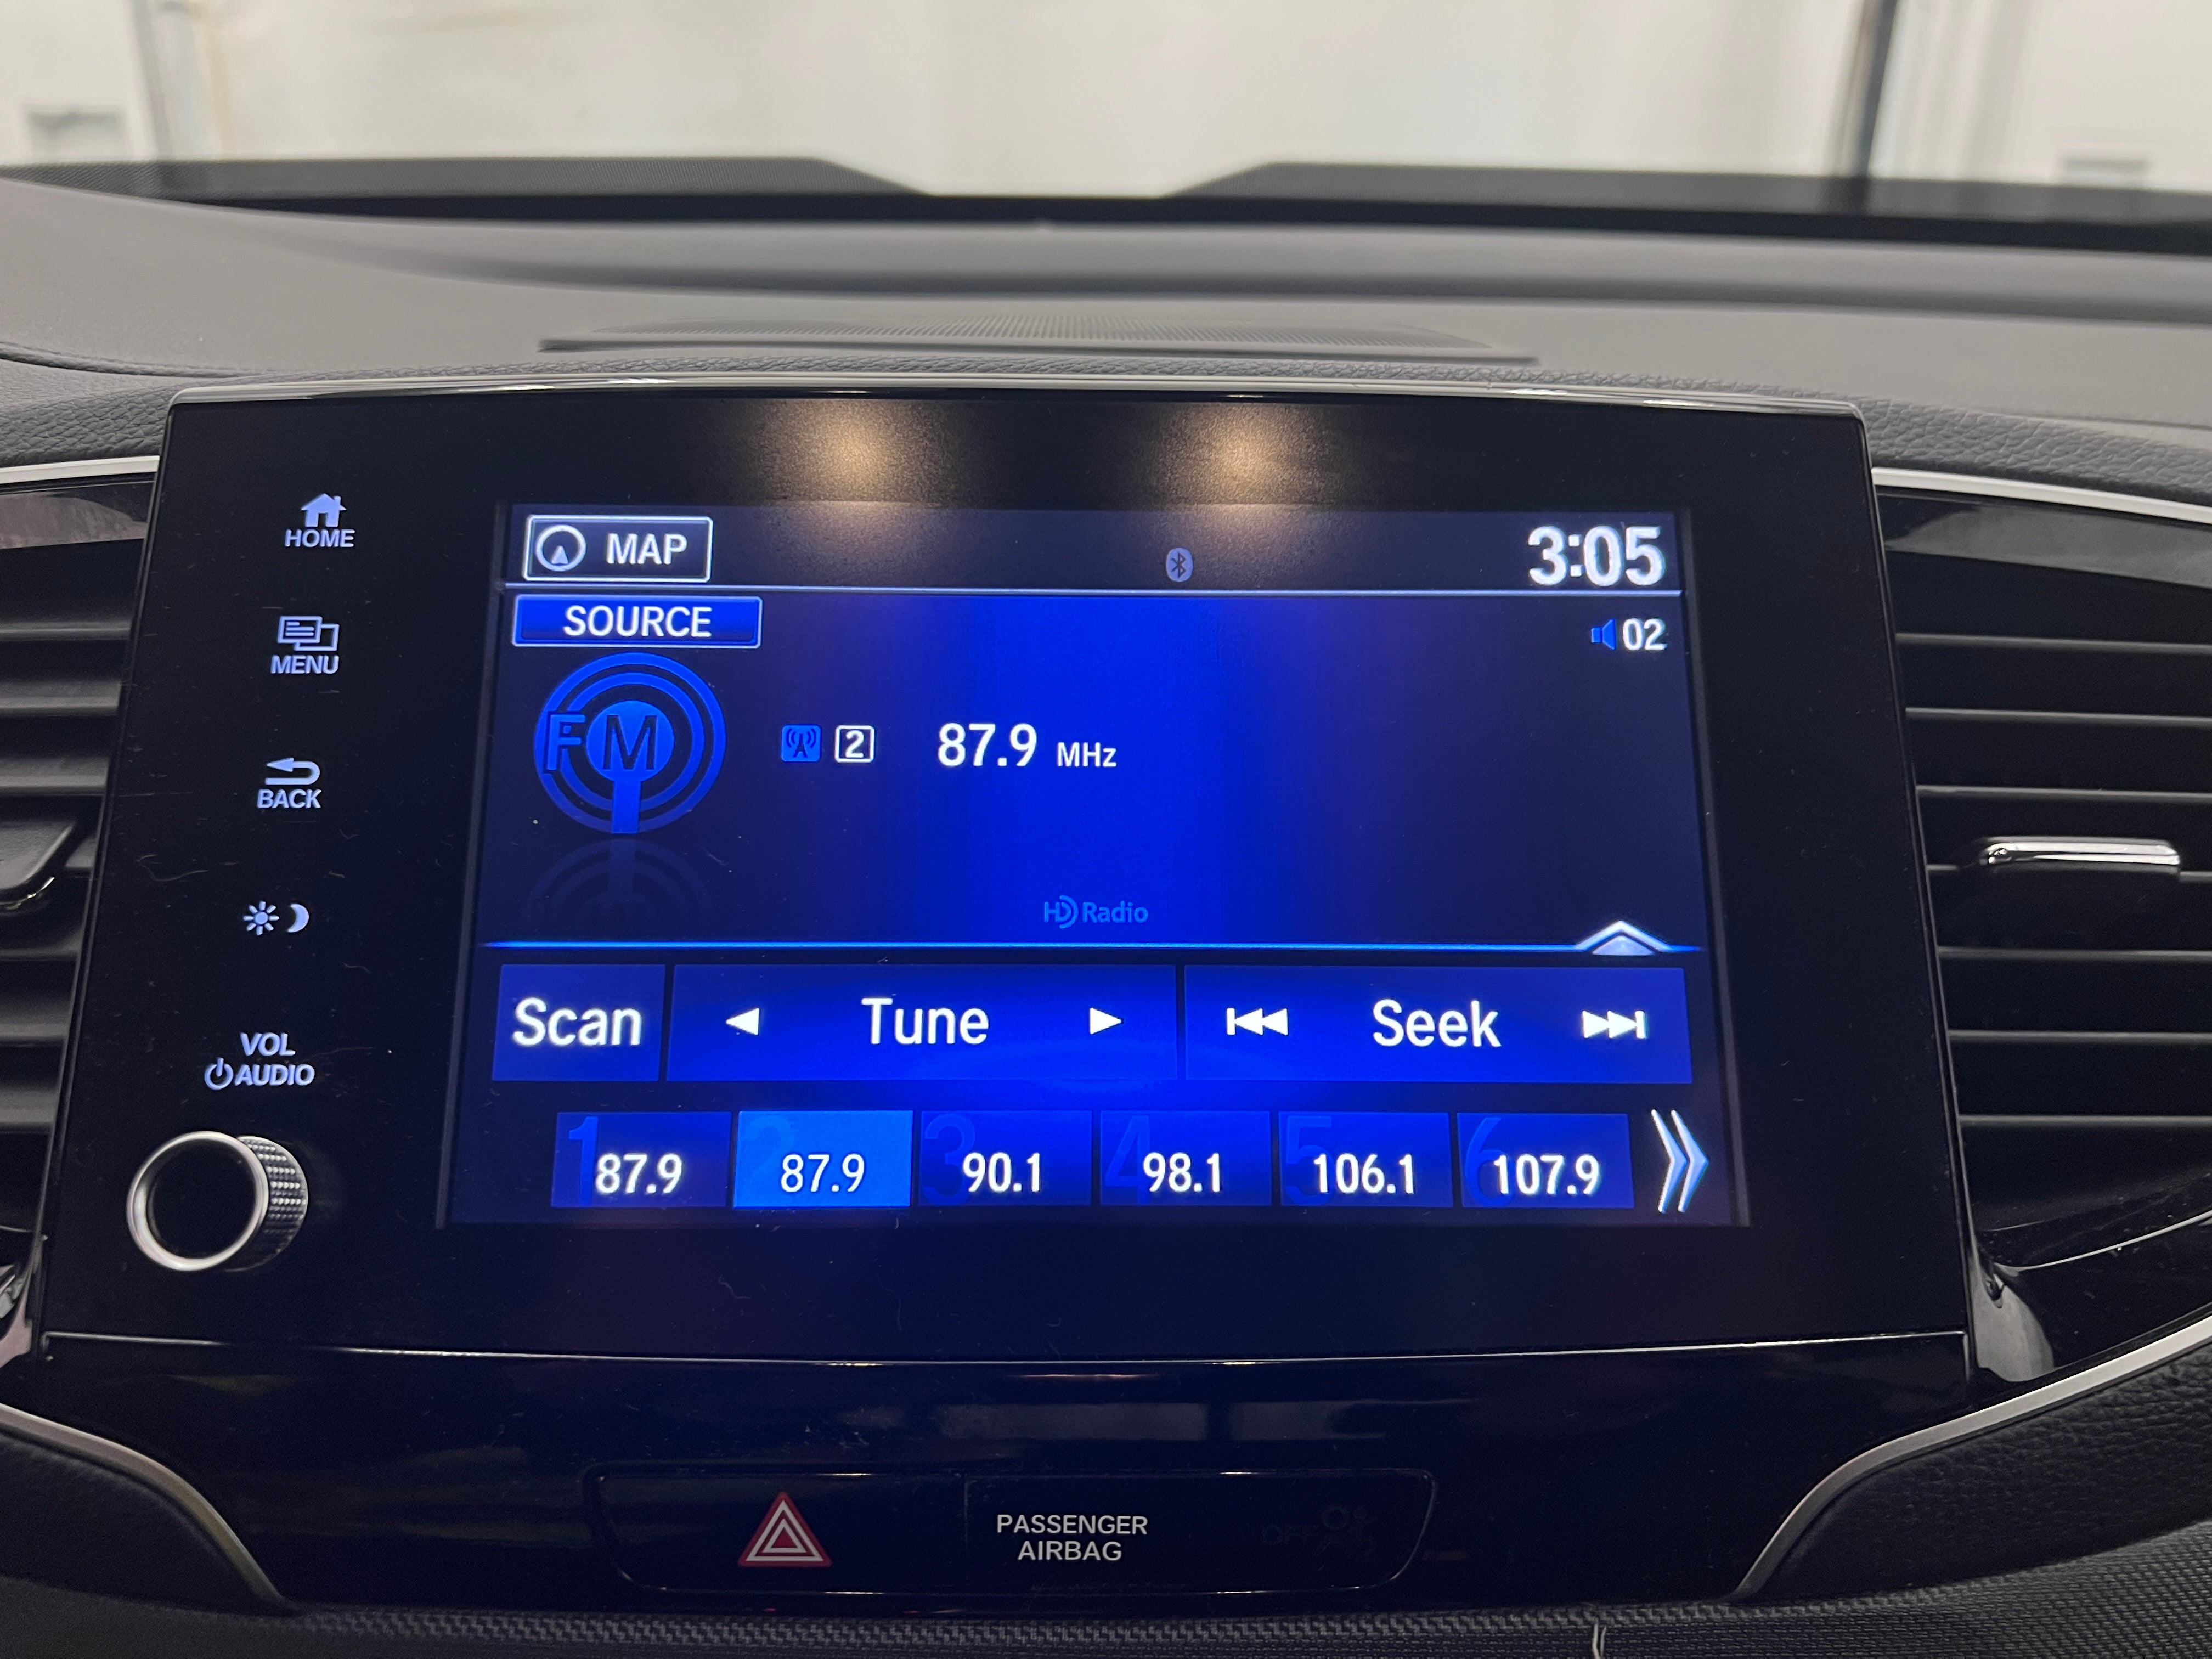 HOME
MAP
3:05
SOURCE
02
MENU
FM
2 87.9 MHz
BACK
HD Radio
Scan Tune Seek
VOL
AUDIO
1 87.9 2 87.9 3 90.1 4 98.1 5 106.1 6 107.9
PASSENGER
AIRBAG
OFF